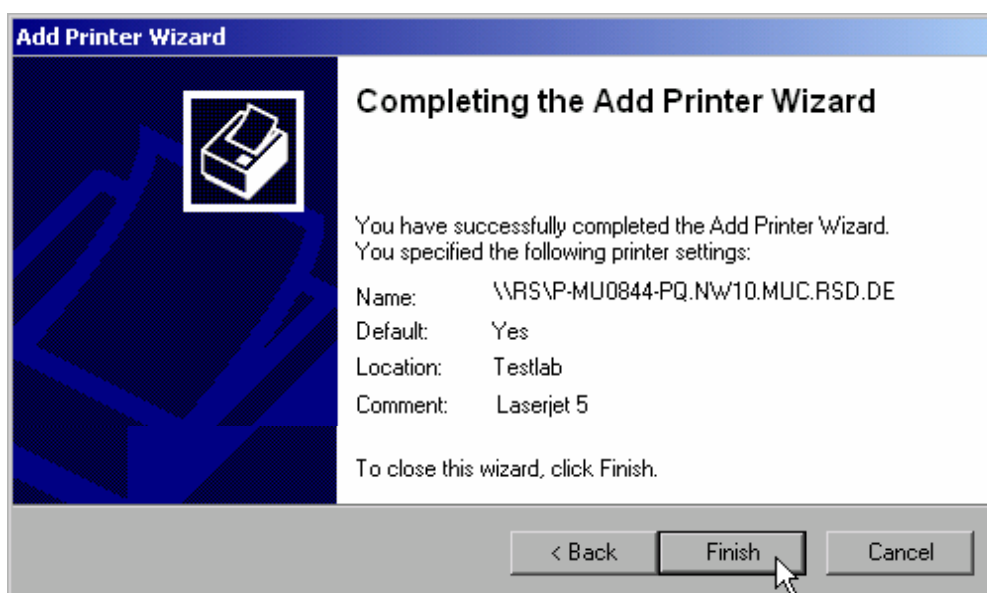 Add Printer Wizard
Completing the Add Printer Wizard
You have successfully completed the Add Printer Wizard.
You specified the following printer settings:
Name: \\RS\P-MU0844-PQ.NW10.MUC.RSD.DE
Default: Yes
Location: Testlab
Comment: Laserjet 5
To close this wizard, click Finish.
< Back Finish Cancel